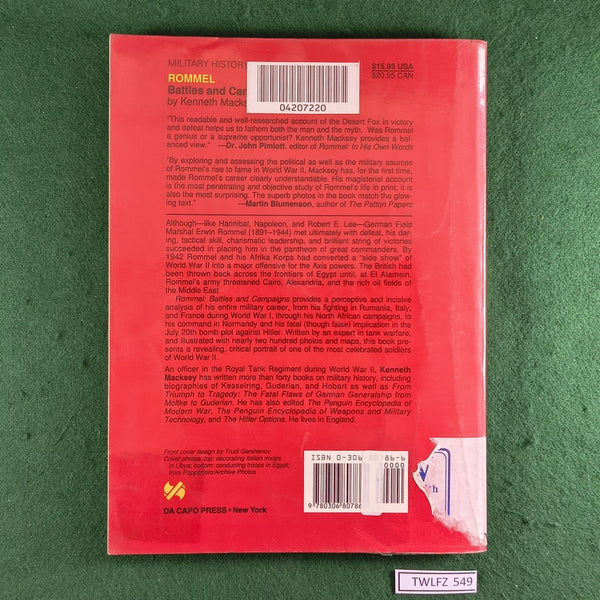 MILITARY HISTORY
$15.95 USA
$20.95 CAN
ROMMEL
Battles and
by Kenneth
04207220
"This readable and well-researched account of the Desert Fox in victory
and defeat helps us to fathom both the man and the myth. Was Rommel
a genius or a supreme opportunist? Kenneth Macksey provides a bal-
anced view." —Dr. John Pimlott, editor of Rommel: In His Own Words
"By exploring and assessing the political as well as the military sources
of Rommel's rise to fame in World War II, Macksey has, for the first time,
made Rommel's career clearly understandable. His magisterial account
is the most penetrating and objective study of Rommel's life in print; it is
also the most surprising. The superb photos in the book match the glow-
ing text." —Martin Blumenson, author of The Patton Papers
Although—like Hannibal, Napoleon, and Robert E. Lee—German Field
Marshal Erwin Rommel (1891–1944) met ultimately with defeat, his dar-
ing, tactical skill, charismatic leadership, and brilliant string of victories
succeeded in placing him in the pantheon of great commanders. By
1942 Rommel and his Afrika Korps had converted a "side show" of
World War II into a major offensive for the Axis powers. The British had
been thrown back across the frontiers of Egypt until, at El Alamein,
Rommel's army threatened Cairo, Alexandria, and the rich oil fields of
the Middle East.
Rommel: Battles and Campaigns provides a perceptive and incisive
analysis of his entire military career, from his fighting in Rumania, Italy,
and France during World War I, through his North African campaigns, to
his command in Normandy and his fatal (though false) implication in the
July 20th bomb plot against Hitler. Written by an expert in tank warfare,
and illustrated with nearly two hundred photos and maps, this book pre-
sents a revealing, critical portrait of one of the most celebrated soldiers
of World War II.
An officer in the Royal Tank Regiment during World War II, Kenneth
Macksey has written more than forty books on military history, including
biographies of Kesselring, Guderian, and Hobart as well as From
Triumph to Tragedy: The Fatal Flaws of German Generalship from
Moltke to Guderian. He has also edited The Penguin Encyclopedia of
Modern War, The Penguin Encyclopedia of Weapons and Military
Technology, and The Hitler Options. He lives in England.
Front cover design by Trudi Gershenov
Cover photos, top: decorating Italian troops
in Libya; bottom: conducting troops in Egypt;
from Popperfoto/Archive Photos
ISBN 0-306-
86-6
0000
9 780306 80786
DA CAPO PRESS • New York
TWLFZ 549